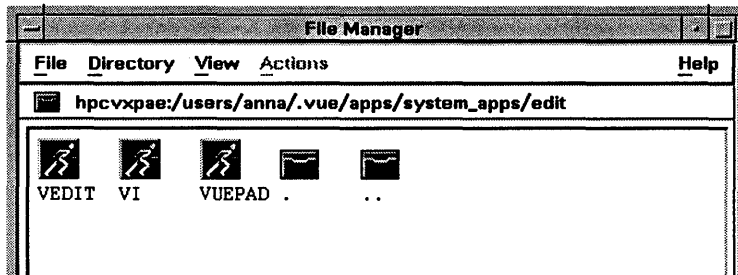 File Manager
File Directory View Actions Help
hpcvxpae:/users/anna/.vue/apps/system_apps/edit
VEDIT VI VUEPAD . ..